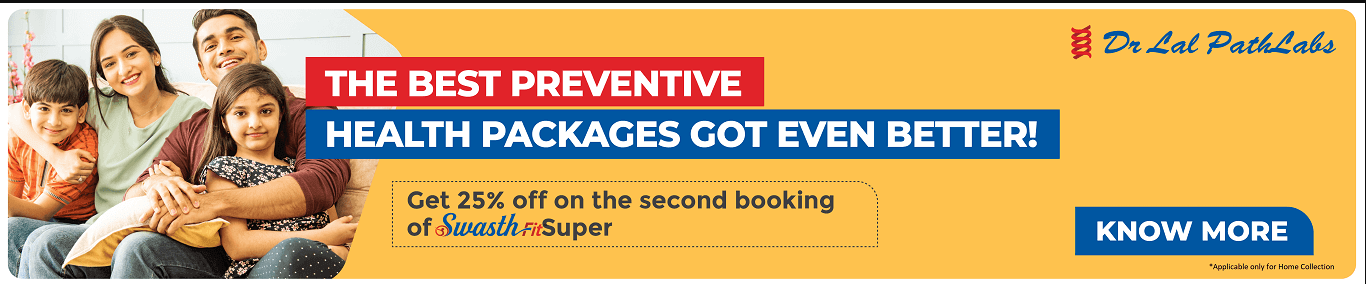 Dr Lal PathLabs
THE BEST PREVENTIVE
HEALTH PACKAGES GOT EVEN BETTER!
Get 25% off on the second booking
of SwasthFitSuper
KNOW MORE
*Applicable only for Home Collection